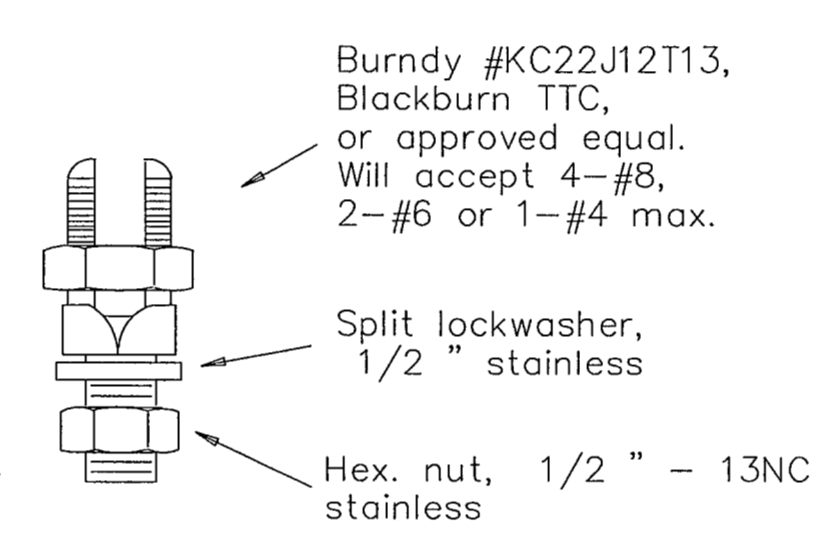 Burndy #KC22J12T13,
Blackburn TTC,
or approved equal.
Will accept 4-#8,
2-#6 or 1-#4 max.
Split lockwasher,
1/2 " stainless
Hex. nut, 1/2 " - 13NC
stainless